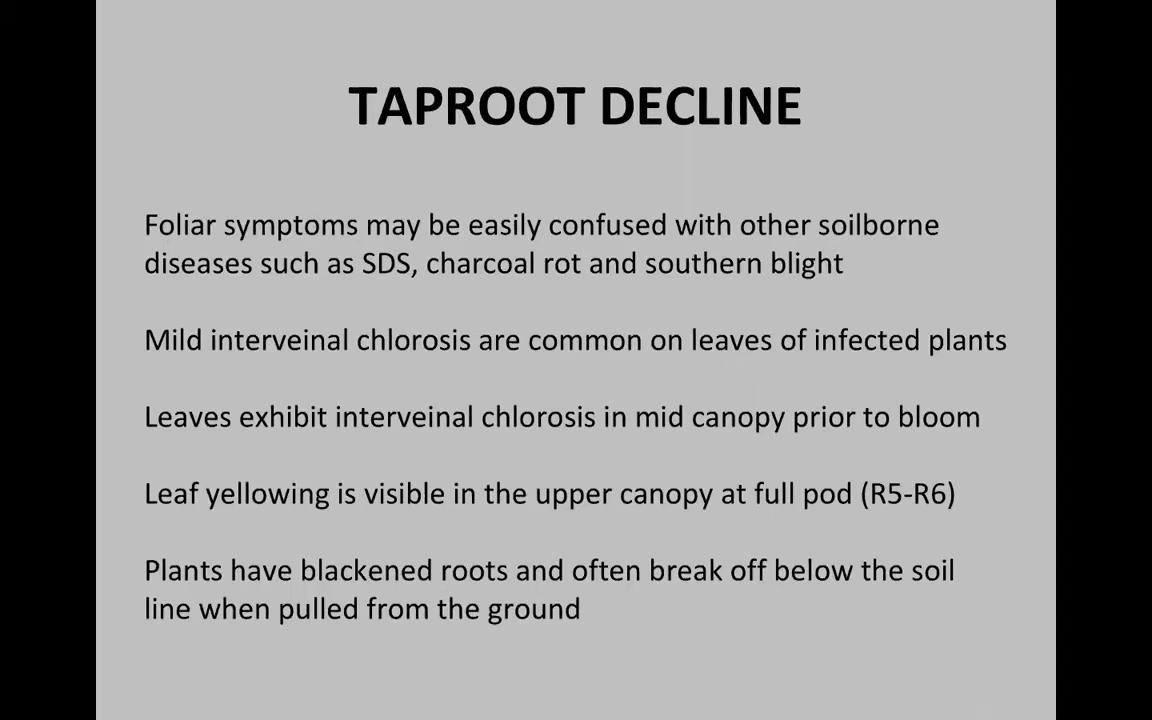 TAPROOT DECLINE
Foliar symptoms may be easily confused with other soilborne
diseases such as SDS, charcoal rot and southern blight
Mild interveinal chlorosis are common on leaves of infected plants
Leaves exhibit interveinal chlorosis in mid canopy prior to bloom
Leaf yellowing is visible in the upper canopy at full pod (R5-R6)
Plants have blackened roots and often break off below the soil
line when pulled from the ground